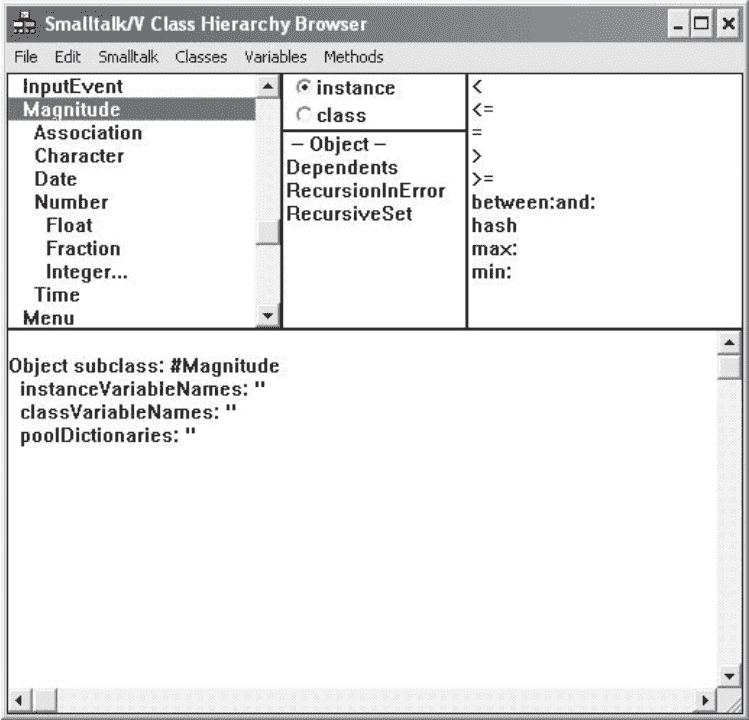 Smalltalk/V Class Hierarchy Browser
File Edit Smalltalk Classes Variables Methods
InputEvent
Magnitude
Association
Character
Date
Number
Float
Fraction
Integer...
Time
Menu
instance
class
– Object –
Dependents
RecursionInError
RecursiveSet
<
<=
=
>
>=
between:and:
hash
max:
min:
Object subclass: #Magnitude
instanceVariableNames: ''
classVariableNames: ''
poolDictionaries: ''